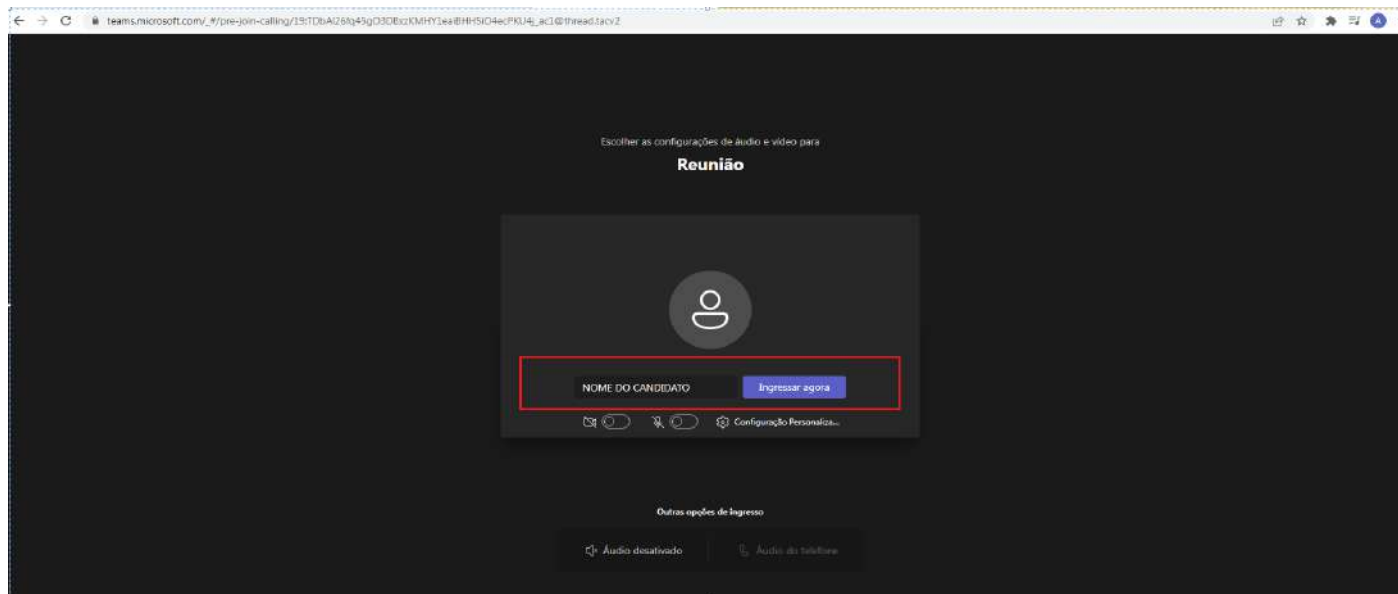 Escolher as configurações de áudio e vídeo para
Reunião
NOME DO CANDIDATO
Ingressar agora
Configuração Personaliza...
Outras opções de ingresso
Áudio desativado
Áudio do telefone